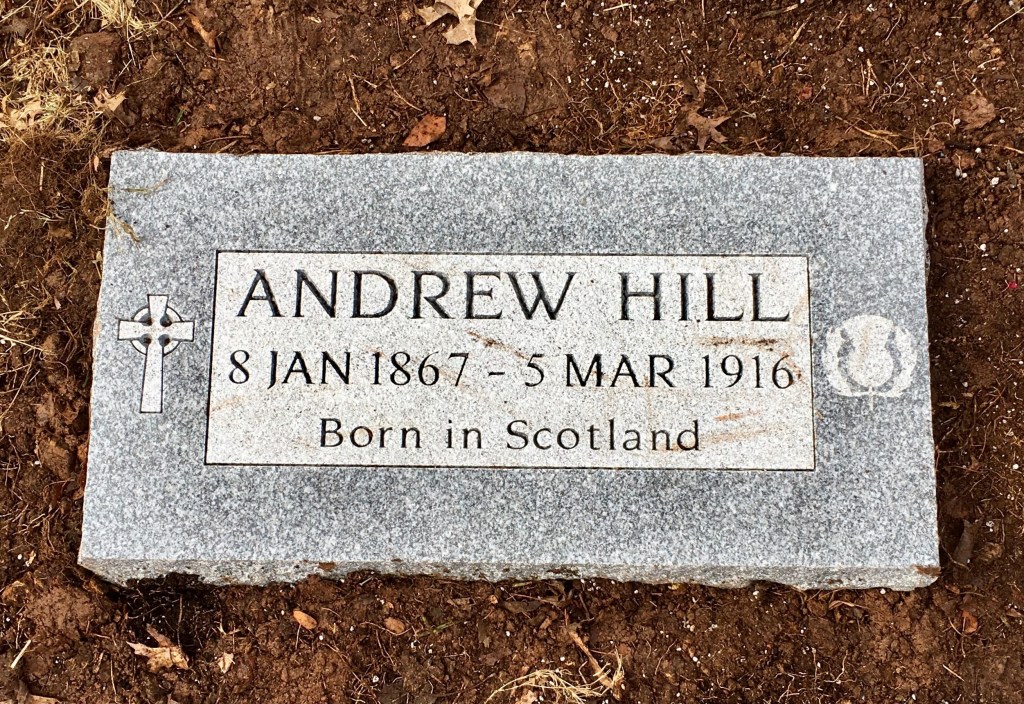 ANDREW HILL
8 JAN 1867 - 5 MAR 1916
Born in Scotland